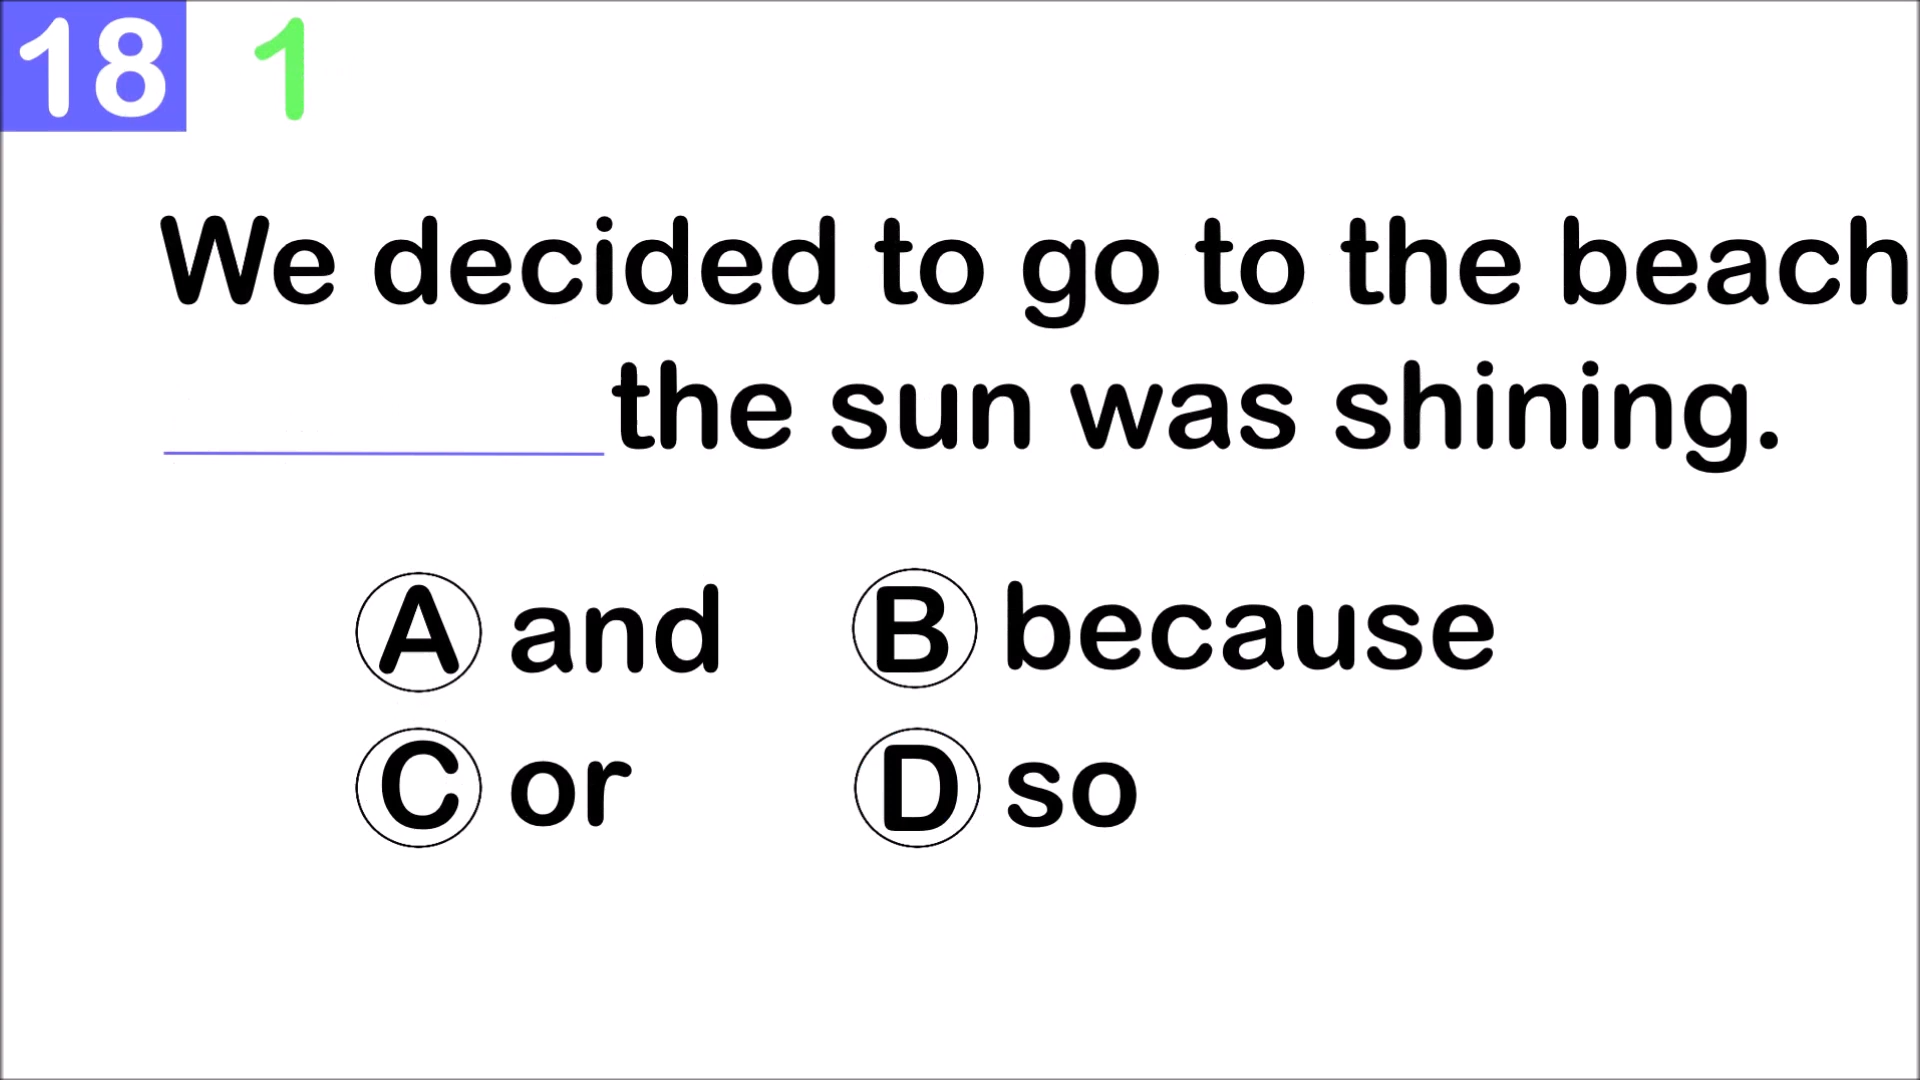 18 1
We decided to go to the beach
the sun was shining.
A and B because
C or D so